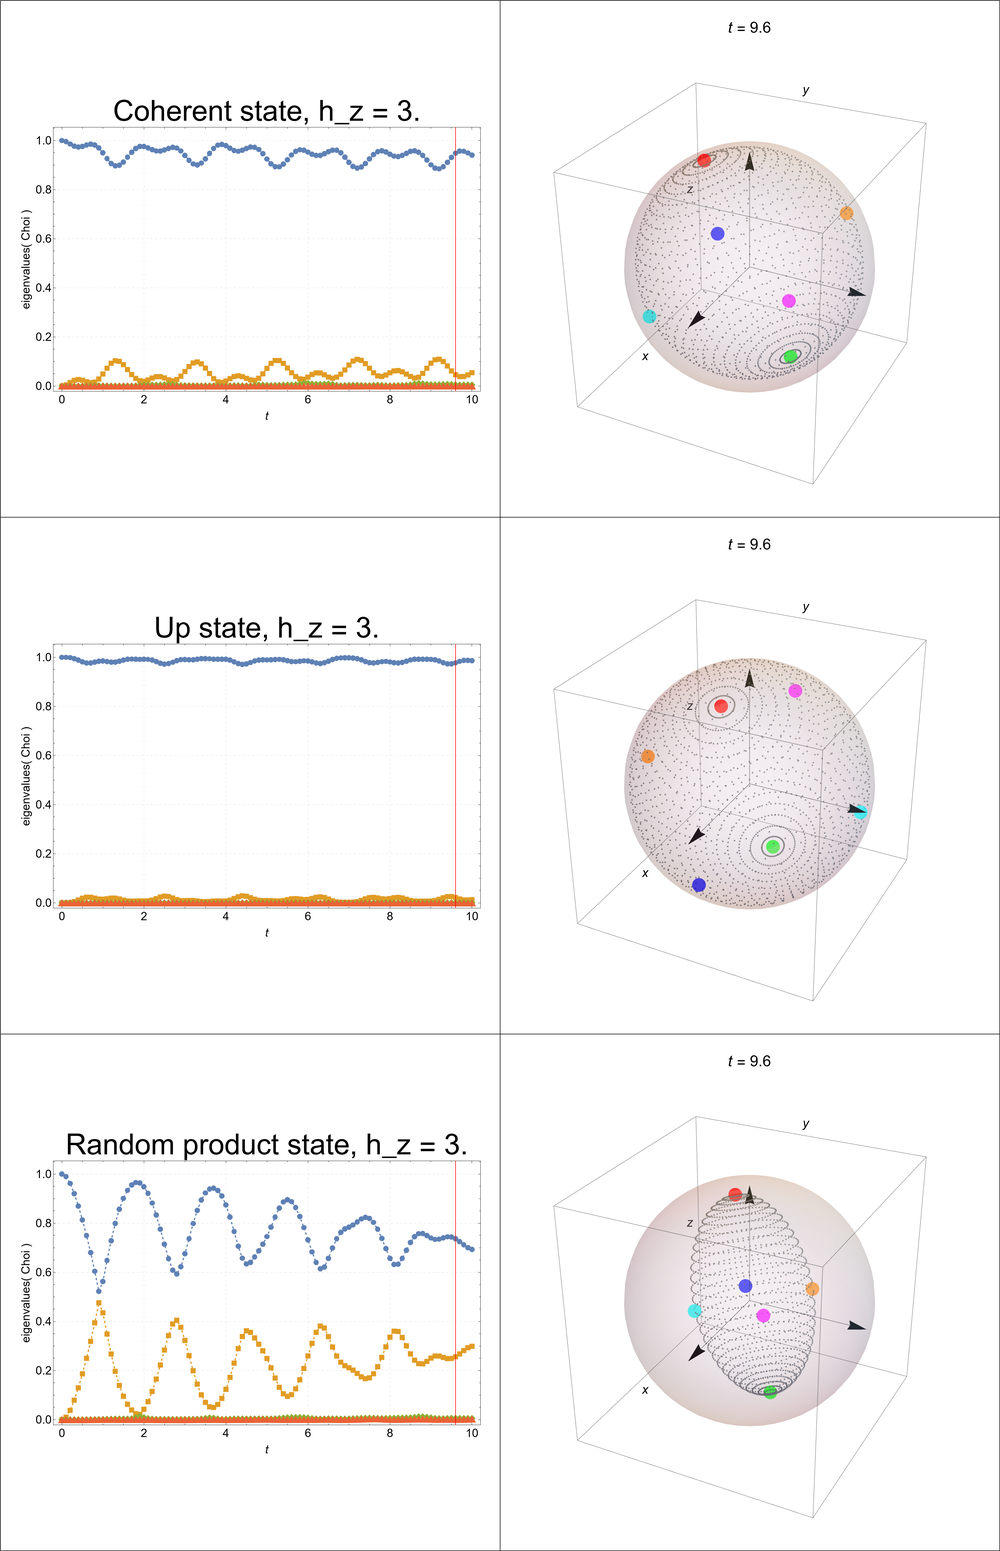 Coherent state, h_z = 3.
eigenvalues( Choi )
1.0
0.8
0.6
0.4
0.2
0.0
0 2 4 6 8 10
t
t = 9.6
y
z
x
Up state, h_z = 3.
eigenvalues( Choi )
1.0
0.8
0.6
0.4
0.2
0.0
0 2 4 6 8 10
t
t = 9.6
y
z
x
Random product state, h_z = 3.
eigenvalues( Choi )
1.0
0.8
0.6
0.4
0.2
0.0
0 2 4 6 8 10
t
t = 9.6
y
z
x